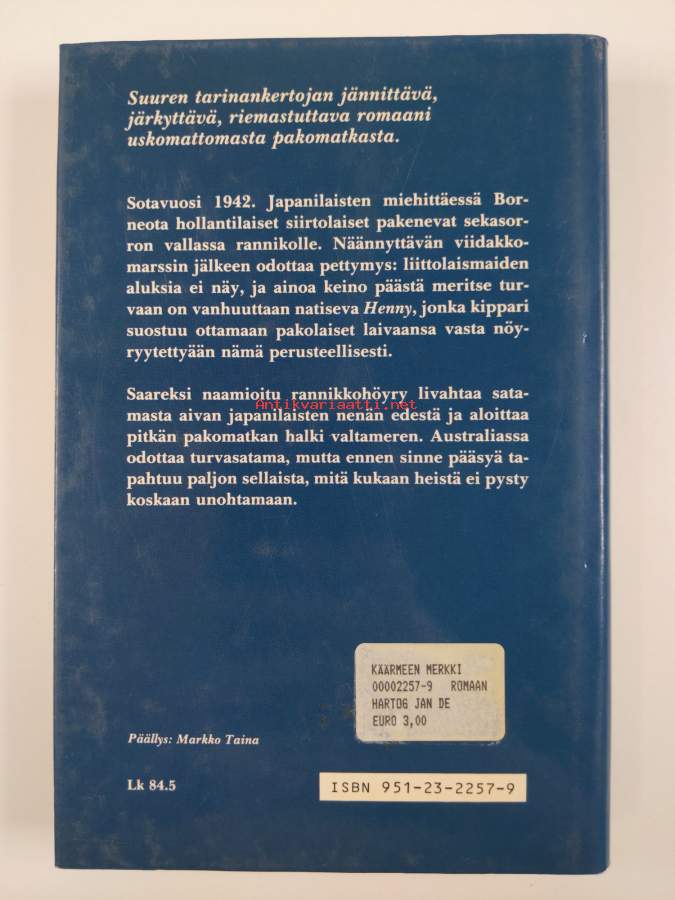 Suuren tarinankertojan jännittävä,
järkyttävä, riemastuttava romaani
uskomattomasta pakomatkasta.
Sotavuosi 1942. Japanilaisten miehittäessä Bor-
neota hollantilaiset siirtolaiset pakenevat sekasor-
ron vallassa rannikolle. Näännyttävän viidakko-
marssin jälkeen odottaa pettymys: liittolaismaiden
aluksia ei näy, ja ainoa keino päästä meritse tur-
vaan on vanhuuttaan natiseva Henny, jonka kippari
suostuu ottamaan pakolaiset laivaansa vasta nöy-
ryytettyään nämä perusteellisesti.
Saareksi naamioitu rannikkohöyry livahtaa sata-
masta aivan japanilaisten nenän edestä ja aloittaa
Antikvariaatti.net
pitkän pakomatkan halki valtameren. Australiassa
odottaa turvasatama, mutta ennen sinne pääsyä ta-
pahtuu paljon sellaista, mitä kukaan heistä ei pysty
koskaan unohtamaan.
KÄÄRMEEN MERKKI
00002257-9 ROMAAN
HARTOG JAN DE
EURO 3,00
Päällys: Markko Taina
Lk 84.5
ISBN 951-23-2257-9